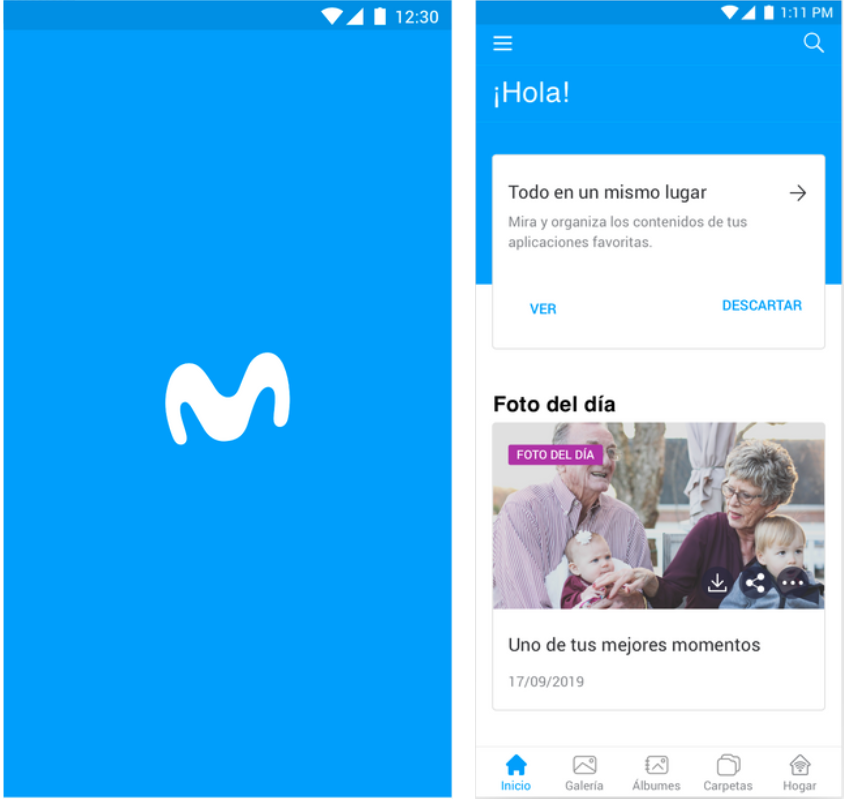 12:30
1:11 PM
¡Hola!
Todo en un mismo lugar
Mira y organiza los contenidos de tus
aplicaciones favoritas.
VER
DESCARTAR
Foto del día
FOTO DEL DÍA
Uno de tus mejores momentos
17/09/2019
Inicio
Galería
Álbumes
Carpetas
Hogar